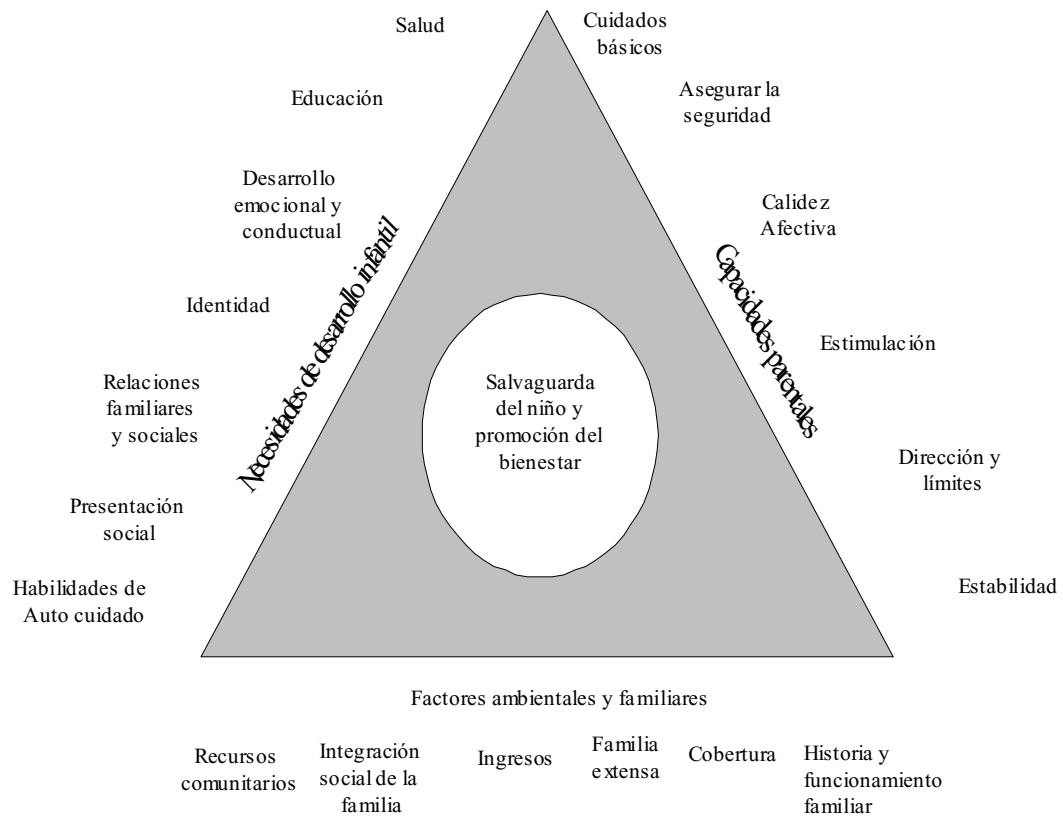 Salud
Educación
Desarrollo
emocional y
conductual
Identidad
Relaciones
familiares
y sociales
Presentación
social
Habilidades de
Auto cuidado
Necesidades de desarrollo infantil
Salvaguarda
del niño y
promoción del
bienestar
Capacidades parientales
Cuidados
básicos
Asegurar la
seguridad
Calidez
Afectiva
Estimulación
Dirección y
límites
Estabilidad
Factores ambientales y familiares
Recursos
comunitarios
Integración
social de la
familia
Ingresos
Familia
extensa
Cobertura
Historia y
funcionamiento
familiar